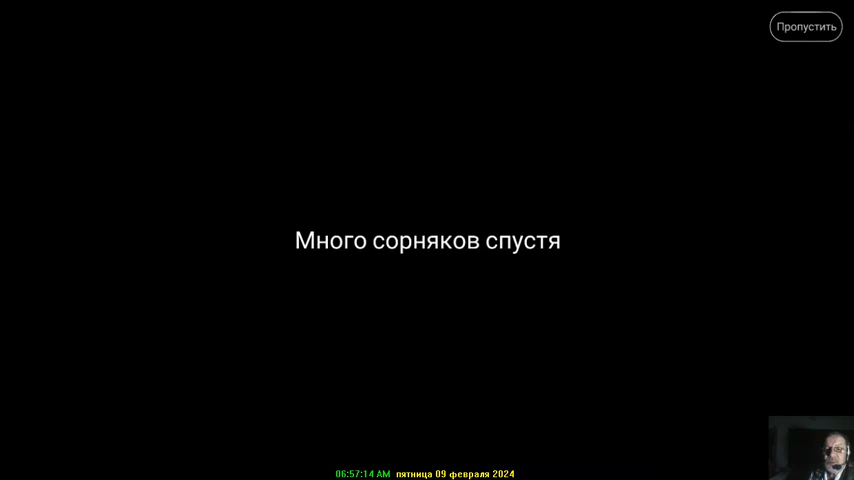 Пропустить
Много сорняков спустя
06:57:14 AM пятница 09 февраля 2024